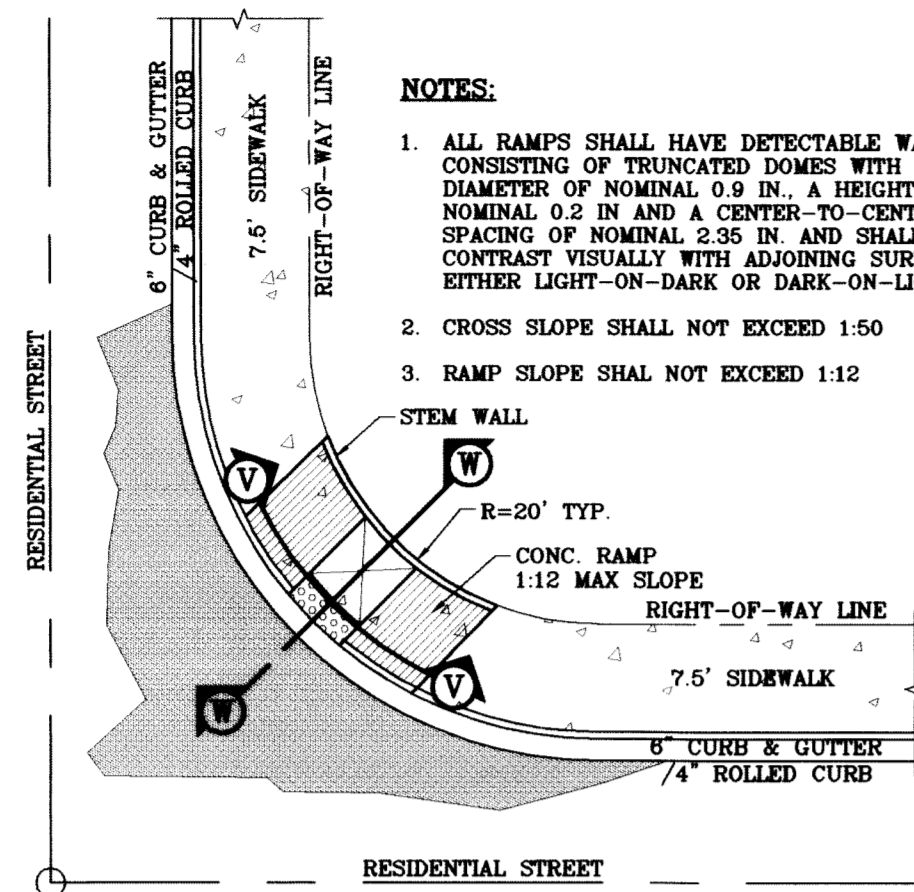 NOTES:
1. ALL RAMPS SHALL HAVE DETECTABLE
CONSISTING OF TRUNCATED DOMES WITH
DIAMETER OF NOMINAL 0.9 IN., A HEIGHT
NOMINAL 0.2 IN AND A CENTER-TO-CENT
SPACING OF NOMINAL 2.35 IN. AND SHALL
CONTRAST VISUALLY WITH ADJOINING SUR
EITHER LIGHT-ON-DARK OR DARK-ON-LI
2. CROSS SLOPE SHALL NOT EXCEED 1:50
3. RAMP SLOPE SHAL NOT EXCEED 1:12
6" CURB & GUTTER
/4" ROLLED CURB
7.5' SIDEWALK
RIGHT-OF-WAY LINE
RESIDENTIAL STREET
STEM WALL
V
W
R=20' TYP.
CONC. RAMP
1:12 MAX SLOPE
RIGHT-OF-WAY LINE
7.5' SIDEWALK
W
V
6" CURB & GUTTER
/4" ROLLED CURB
RESIDENTIAL STREET